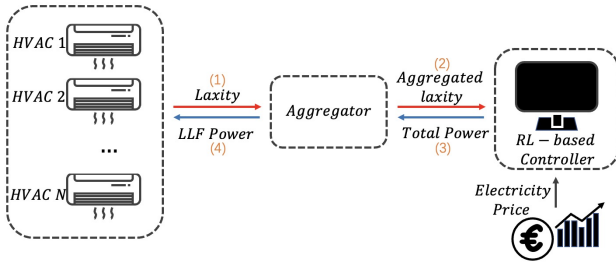 HVAC 1
HVAC 2
...
HVAC N
(1)
Laxity
LLF Power
(4)
Aggregator
(2)
Aggregated
laxity
Total Power
(3)
RL − based
Controller
Electricity
Price
€